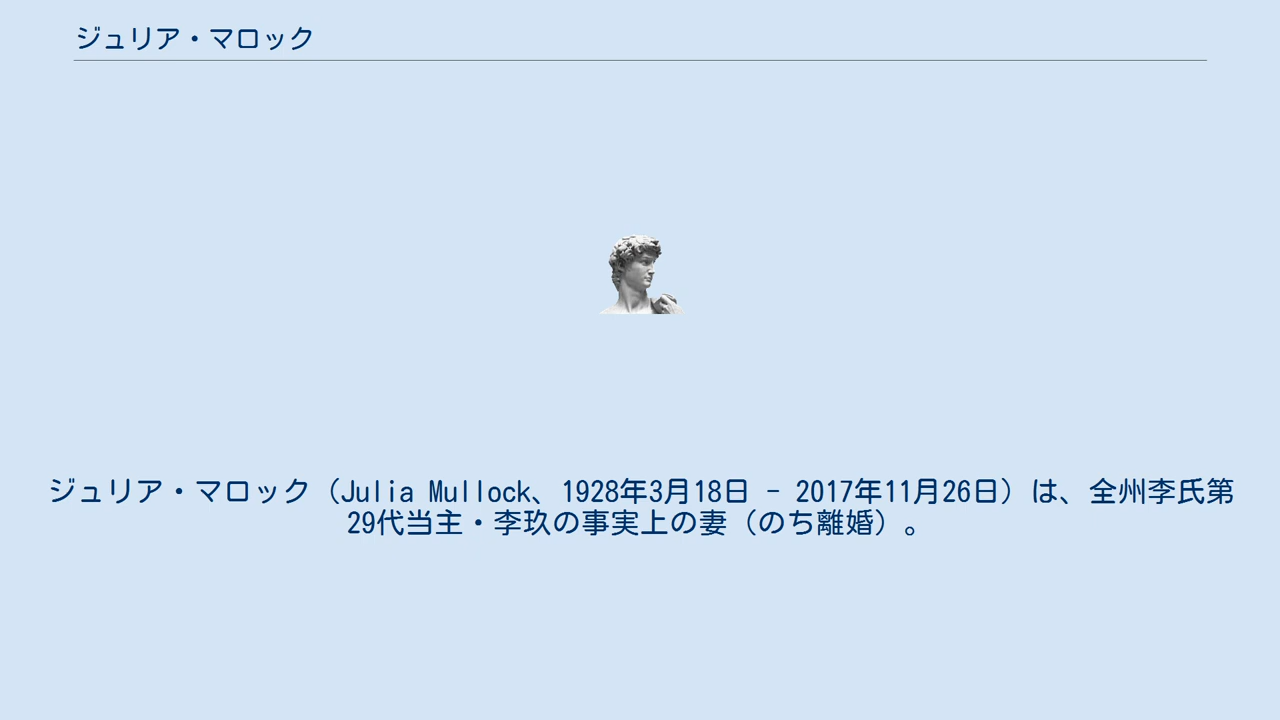 ジュリア・マロック
ジュリア・マロック（Julia Mullock、1928年3月18日 - 2017年11月26日）は、全州李氏第
29代当主・李玖の事実上の妻（のち離婚）。